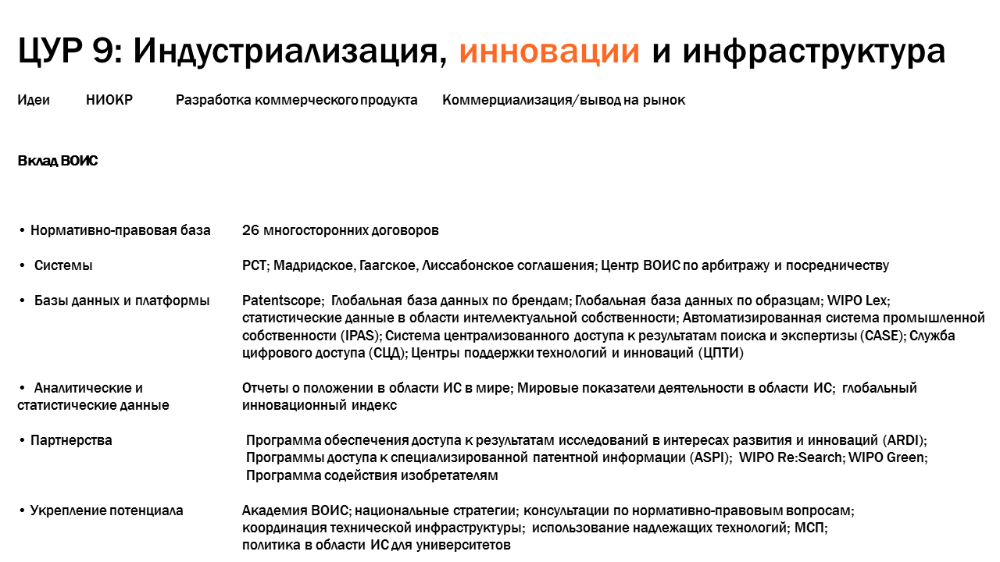 ЦУР 9: Индустриализация, инновации и инфраструктура
Идеи НИОКР Разработка коммерческого продукта Коммерциализация/вывод на рынок
Вклад ВОИС
• Нормативно-правовая база 26 многосторонних договоров
• Системы PCT; Мадридское, Гаагское, Лиссабонское соглашения; Центр ВОИС по арбитражу и посредничеству
• Базы данных и платформы Patentscope; Глобальная база данных по брендам; Глобальная база данных по образцам; WIPO Lex;
статистические данные в области интеллектуальной собственности; Автоматизированная система промышленной
собственности (IPAS); Система централизованного доступа к результатам поиска и экспертизы (CASE); Служба
цифрового доступа (СЦД); Центры поддержки технологий и инноваций (ЦПТИ)
• Аналитические и Отчеты о положении в области ИС в мире; Мировые показатели деятельности в области ИС; глобальный
статистические данные инновационный индекс
• Партнерства Программа обеспечения доступа к результатам исследований в интересах развития и инноваций (ARDI);
Программы доступа к специализированной патентной информации (ASPI); WIPO Re:Search; WIPO Green;
Программа содействия изобретателям
• Укрепление потенциала Академия ВОИС; национальные стратегии; консультации по нормативно-правовым вопросам;
координация технической инфраструктуры; использование надлежащих технологий; МСП;
политика в области ИС для университетов